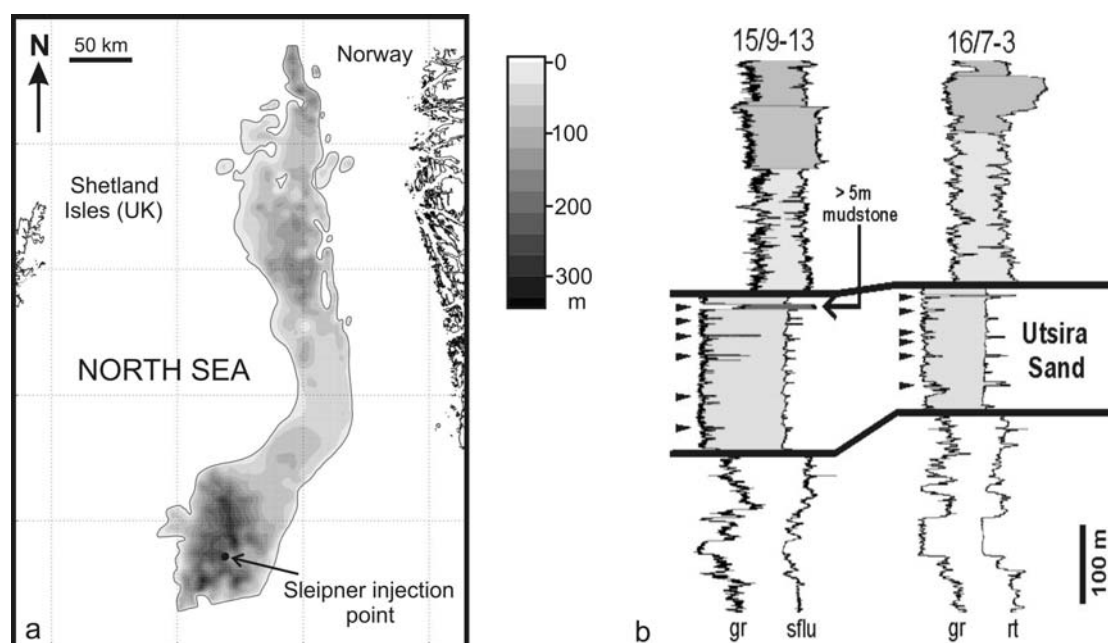 N
50 km
Norway
Shetland
Isles (UK)
NORTH SEA
Sleipner injection
point
a
0
100
200
300
m
15/9-13
16/7-3
> 5m
mudstone
Utsira
Sand
100 m
b
gr
sflu
gr
rt